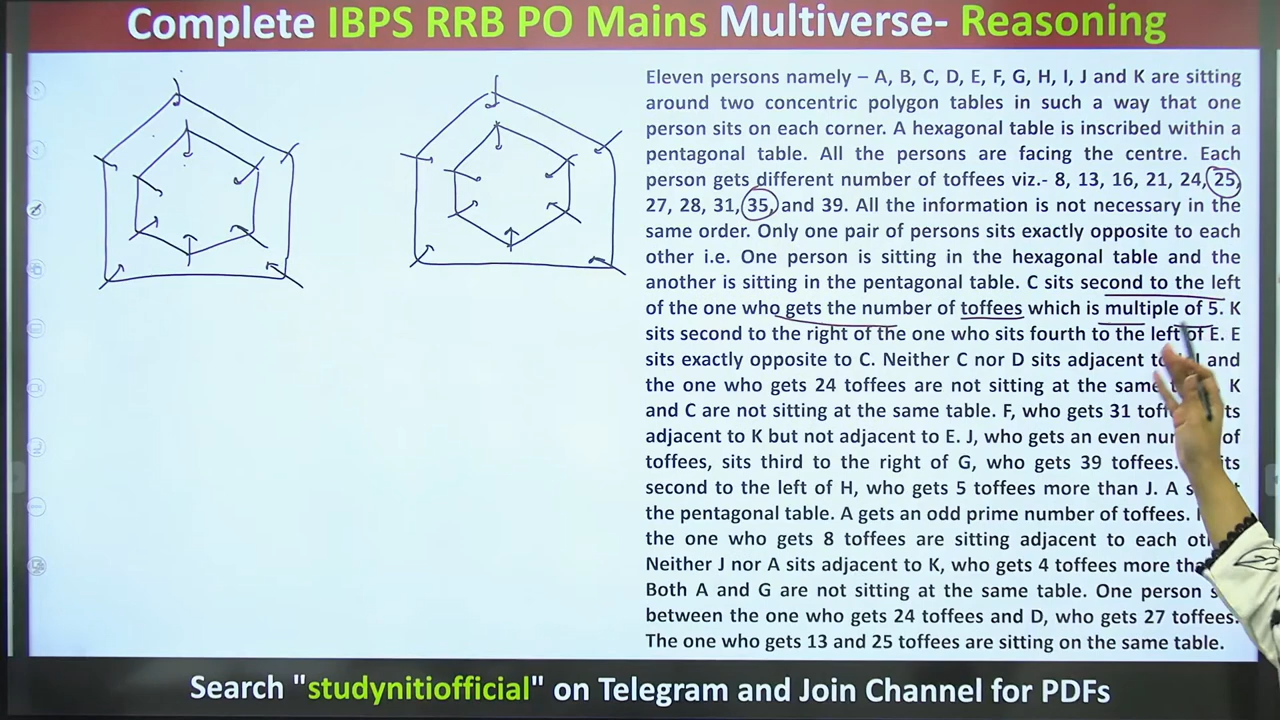 Complete IBPS RRB PO Mains Multiverse- Reasoning
Eleven persons namely – A, B, C, D, E, F, G, H, I, J and K are sitting
around two concentric polygon tables in such a way that one
person sits on each corner. A hexagonal table is inscribed within a
pentagonal table. All the persons are facing the centre. Each
person gets different number of toffees viz.- 8, 13, 16, 21, 24, 25,
27, 28, 31, 35, and 39. All the information is not necessary in the
same order. Only one pair of persons sits exactly opposite to each
other i.e. One person is sitting in the hexagonal table and the
another is sitting in the pentagonal table. C sits second to the left
of the one who gets the number of toffees which is multiple of 5. K
sits second to the right of the one who sits fourth to the left of E. E
sits exactly opposite to C. Neither C nor D sits adjacent and
the one who gets 24 toffees are not sitting at the same K
and C are not sitting at the same table. F, who gets 31
adjacent to K but not adjacent to E. J, who gets an even of
toffees, sits third to the right of G, who gets 39 toffees.
second to the left of H, who gets 5 toffees more than J. A
the pentagonal table. A gets an odd prime number of toffees.
the one who gets 8 toffees are sitting adjacent to each
Neither J nor A sits adjacent to K, who gets 4 toffees more
Both A and G are not sitting at the same table. One person
between the one who gets 24 toffees and D, who gets 27 toffees.
The one who gets 13 and 25 toffees are sitting on the same table.
Search "studynitiofficial" on Telegram and Join Channel for PDFs